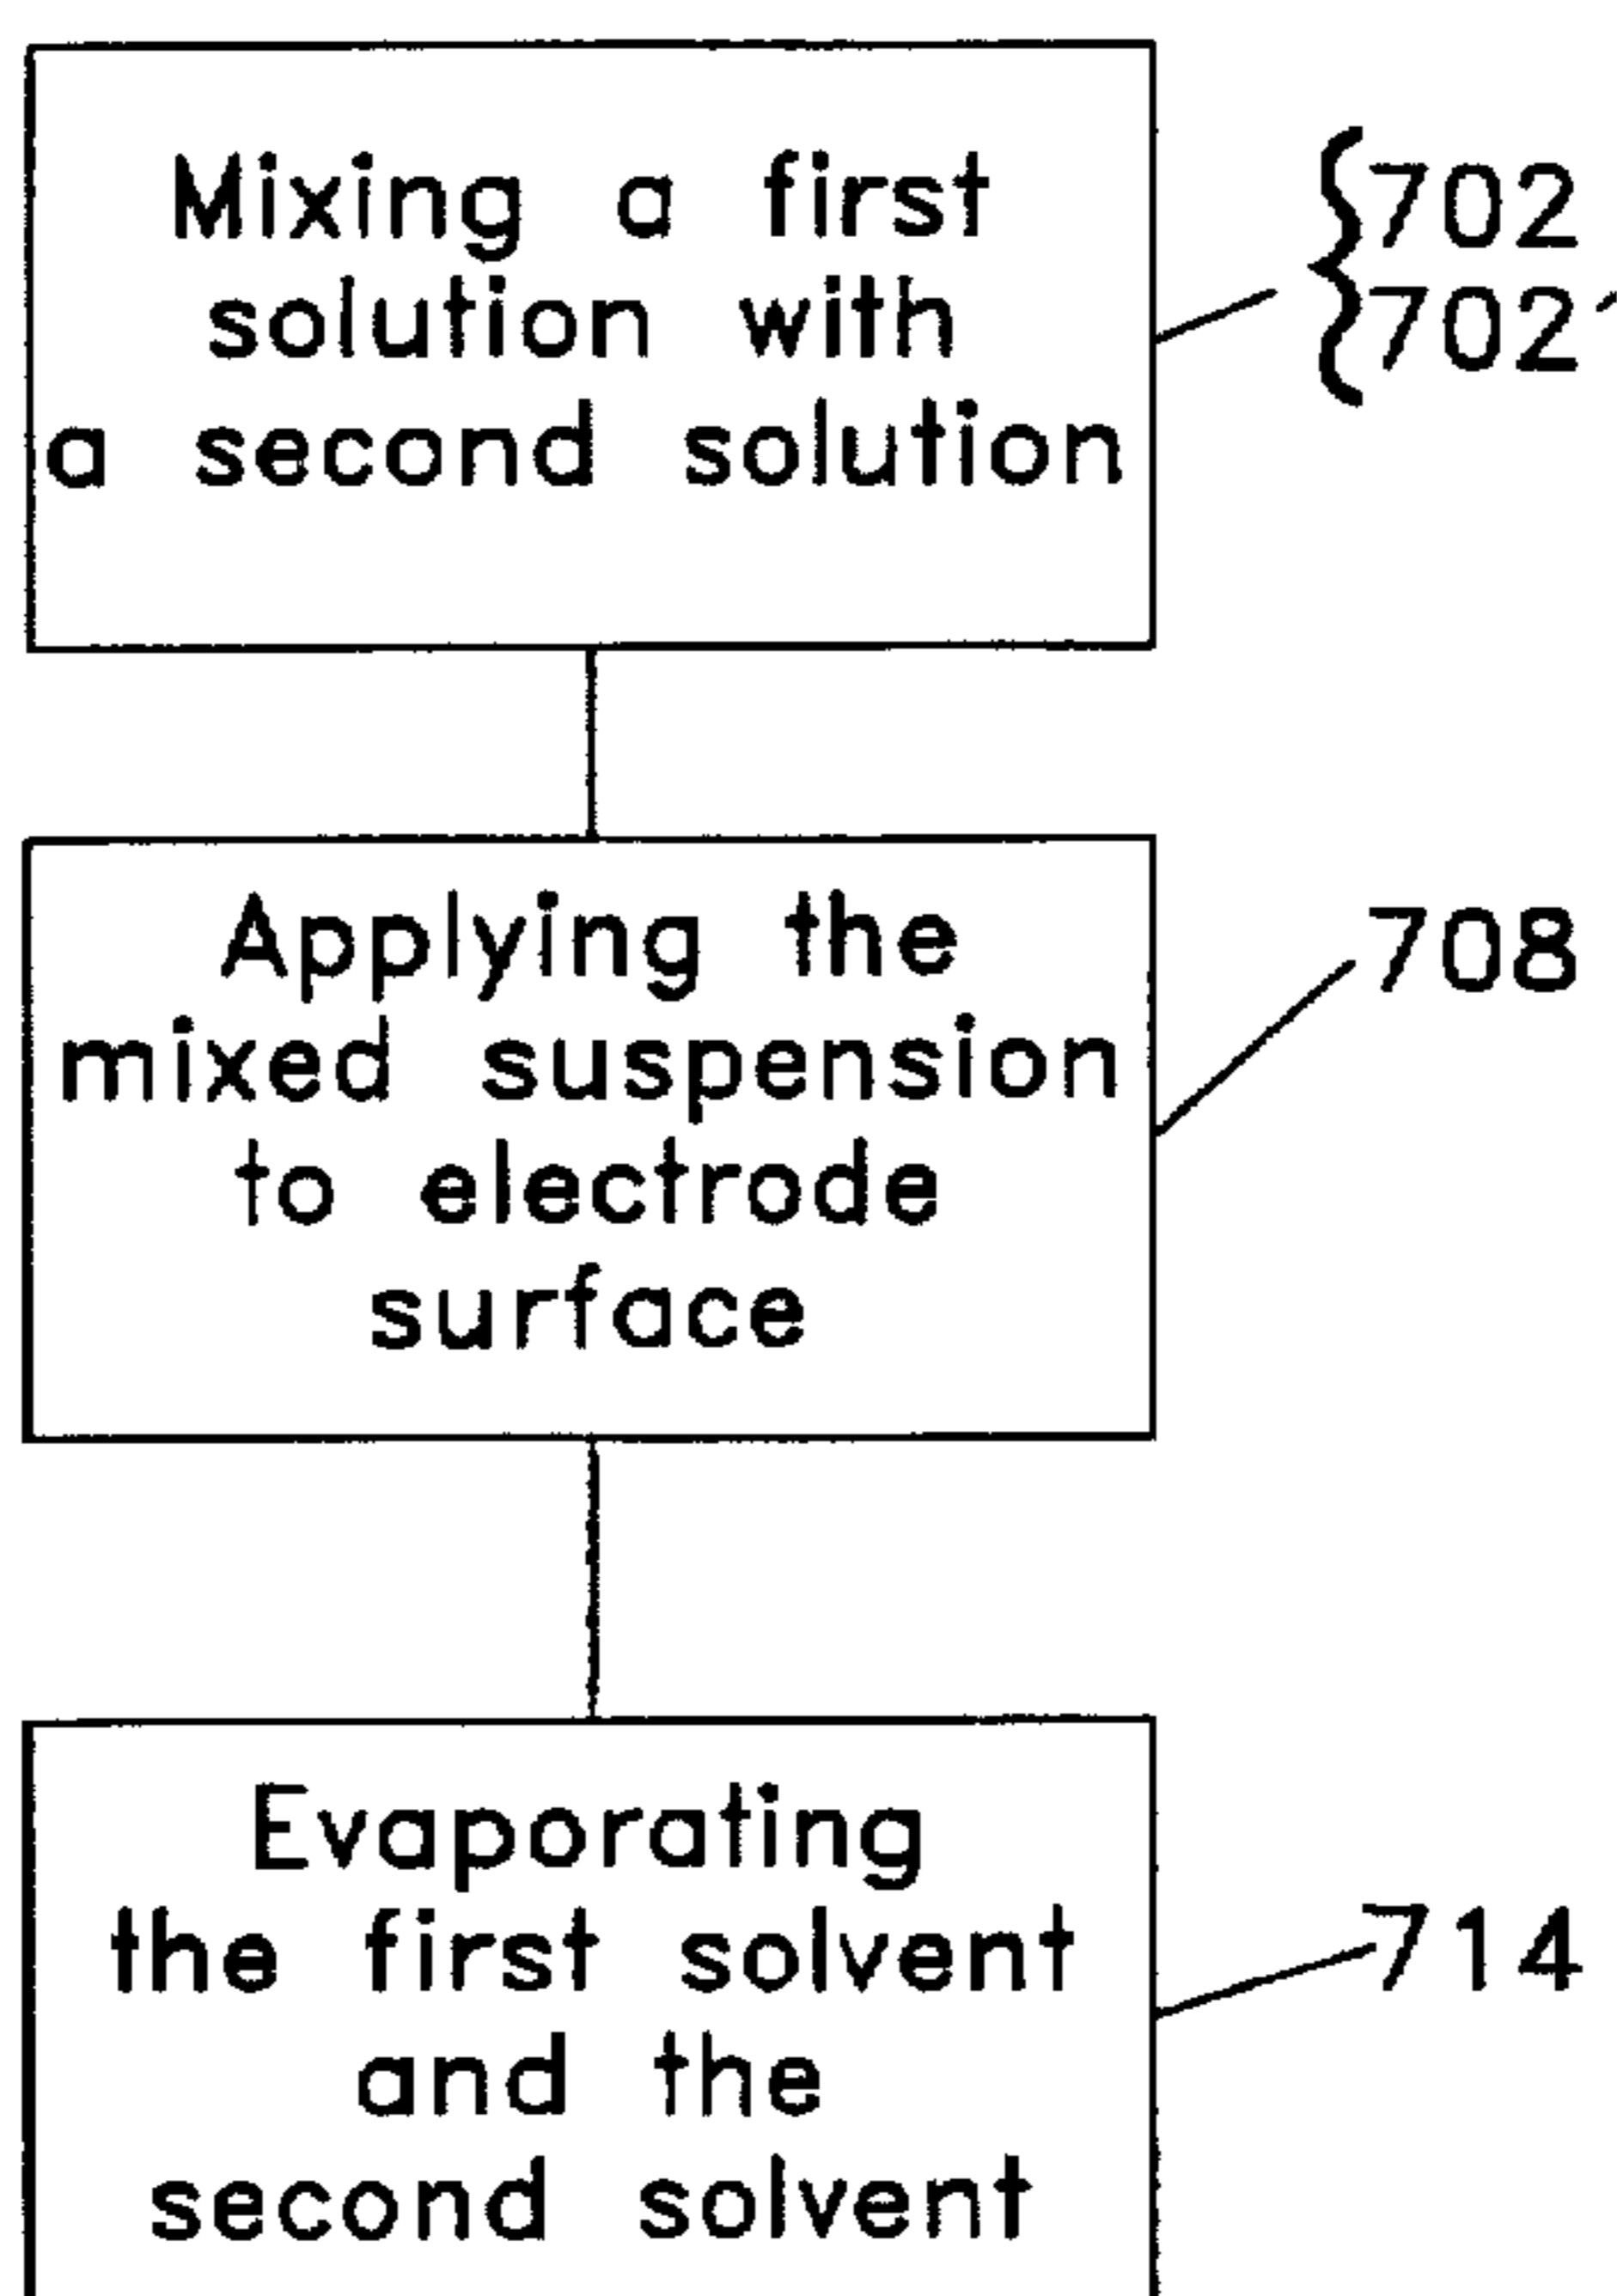 Mixing a first
solution with
a second solution
702
702'
Applying the
mixed suspension
to electrode
surface
708
Evaporating
the first solvent
and the
second solvent
714